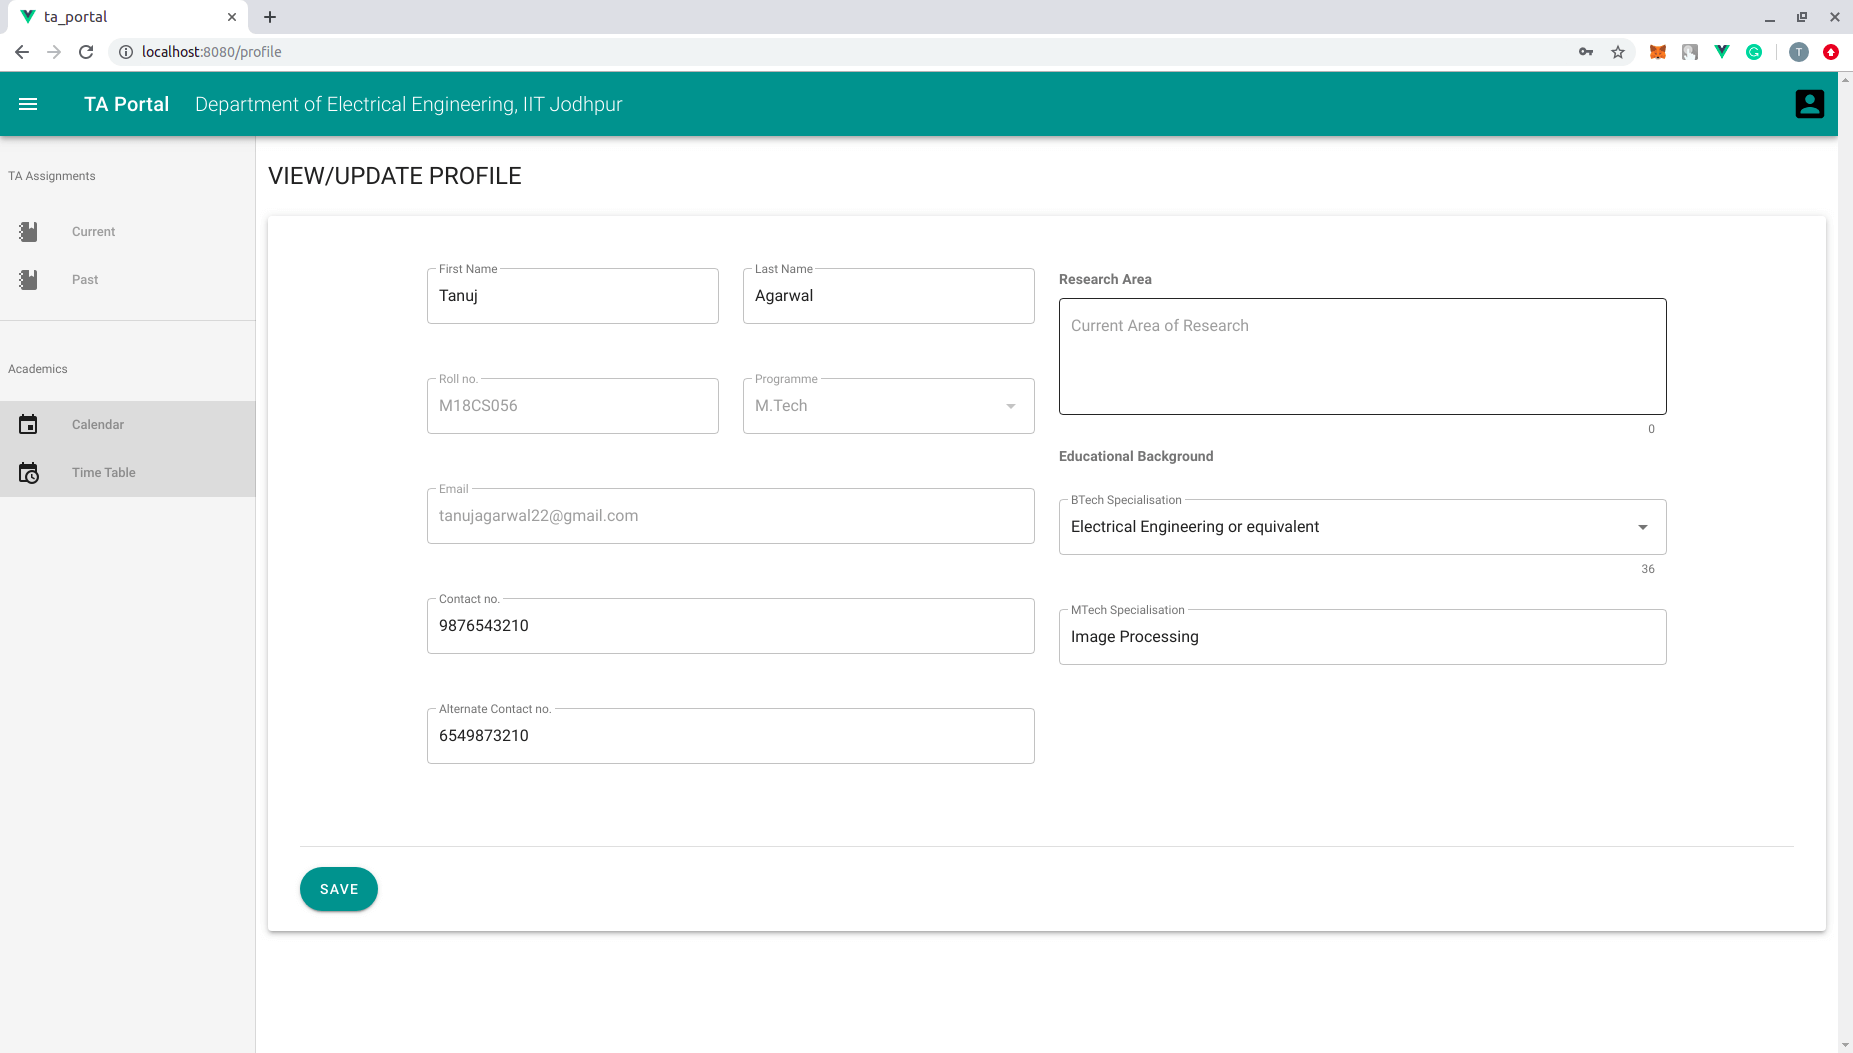 ta_portal
localhost:8080/profile
T
TA Portal Department of Electrical Engineering, IIT Jodhpur
TA Assignments
Current
Past
Academics
Calendar
Time Table
VIEW/UPDATE PROFILE
First Name
Tanuj
Last Name
Agarwal
Roll no.
M18CS056
Programme
M.Tech
Email
tanujagarwal22@gmail.com
Contact no.
9876543210
Alternate Contact no.
6549873210
Research Area
Current Area of Research
0
Educational Background
BTech Specialisation
Electrical Engineering or equivalent
36
MTech Specialisation
Image Processing
SAVE